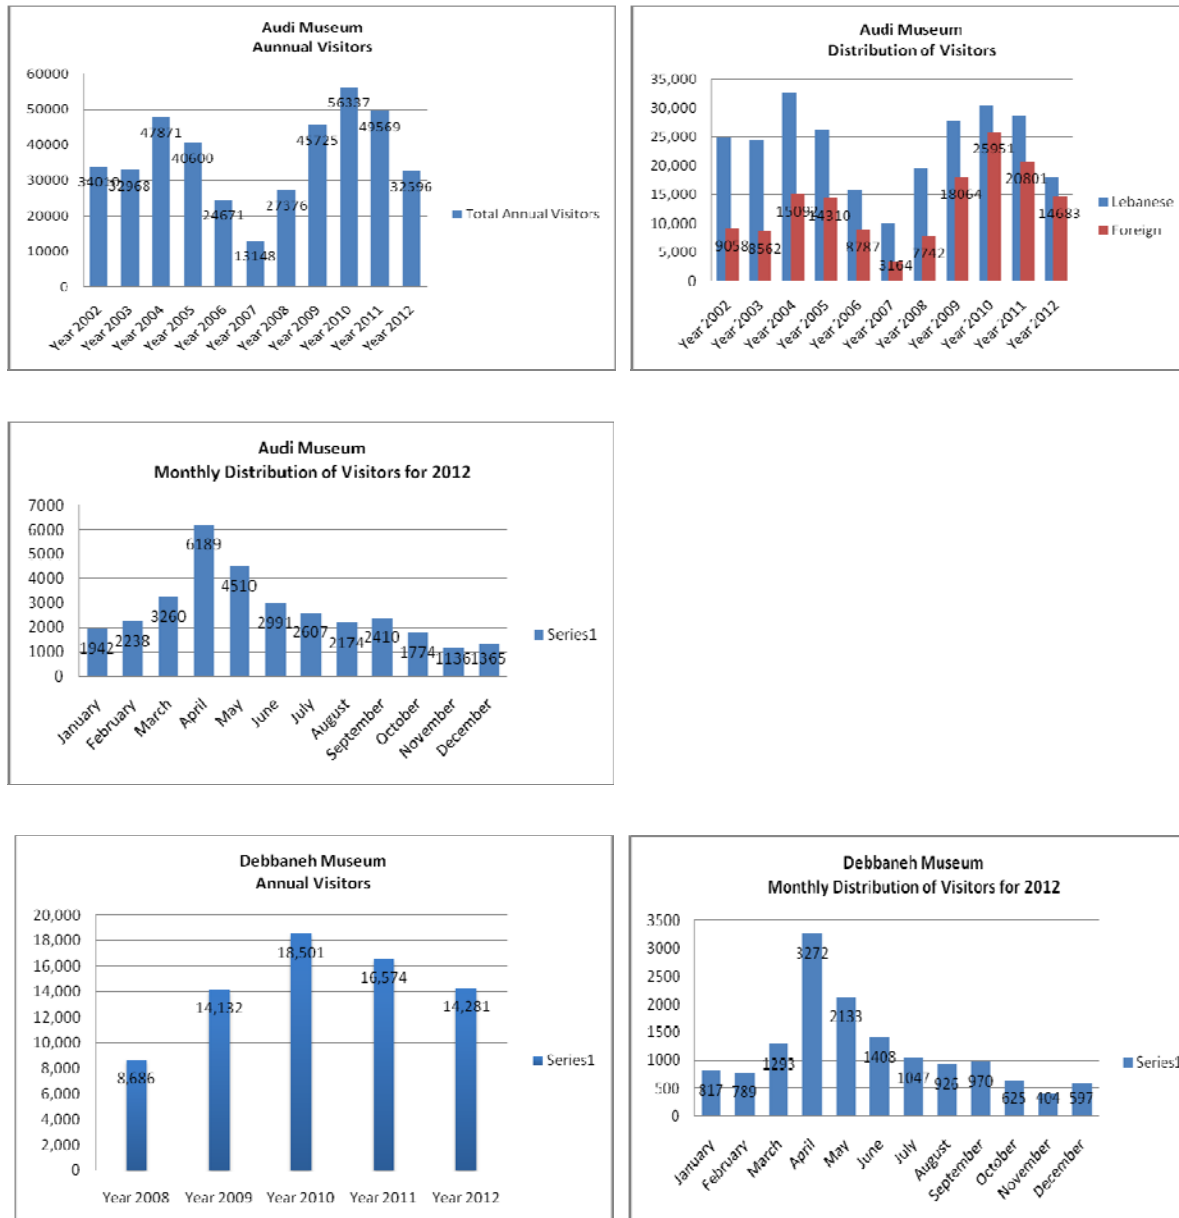 Audi Museum
Aunnual Visitors
60000
50000
40000
30000
20000
10000
0
34010
32968
47871
40600
24671
13148
27376
45725
56337
49569
32596
Total Annual Visitors
Year 2002
Year 2003
Year 2004
Year 2005
Year 2006
Year 2007
Year 2008
Year 2009
Year 2010
Year 2011
Year 2012
Audi Museum
Distribution of Visitors
35,000
30,000
25,000
20,000
15,000
10,000
5,000
0
9058
8562
15092
14310
8787
3164
7742
18064
25951
20801
14683
Lebanese
Foreign
Year 2002
Year 2003
Year 2004
Year 2005
Year 2006
Year 2007
Year 2008
Year 2009
Year 2010
Year 2011
Year 2012
Audi Museum
Monthly Distribution of Visitors for 2012
7000
6000
5000
4000
3000
2000
1000
0
1942
2238
3260
6189
4510
2991
2607
2174
2410
1774
1136
1365
Series1
January
February
March
April
May
June
July
August
September
October
November
December
Debbaneh Museum
Annual Visitors
20,000
18,000
16,000
14,000
12,000
10,000
8,000
6,000
4,000
2,000
0
8,686
14,132
18,501
16,574
14,281
Series1
Year 2008
Year 2009
Year 2010
Year 2011
Year 2012
Debbaneh Museum
Monthly Distribution of Visitors for 2012
3500
3000
2500
2000
1500
1000
500
0
817
789
1293
3272
2133
1408
1047
926
970
625
404
597
Series1
January
February
March
April
May
June
July
August
September
October
November
December